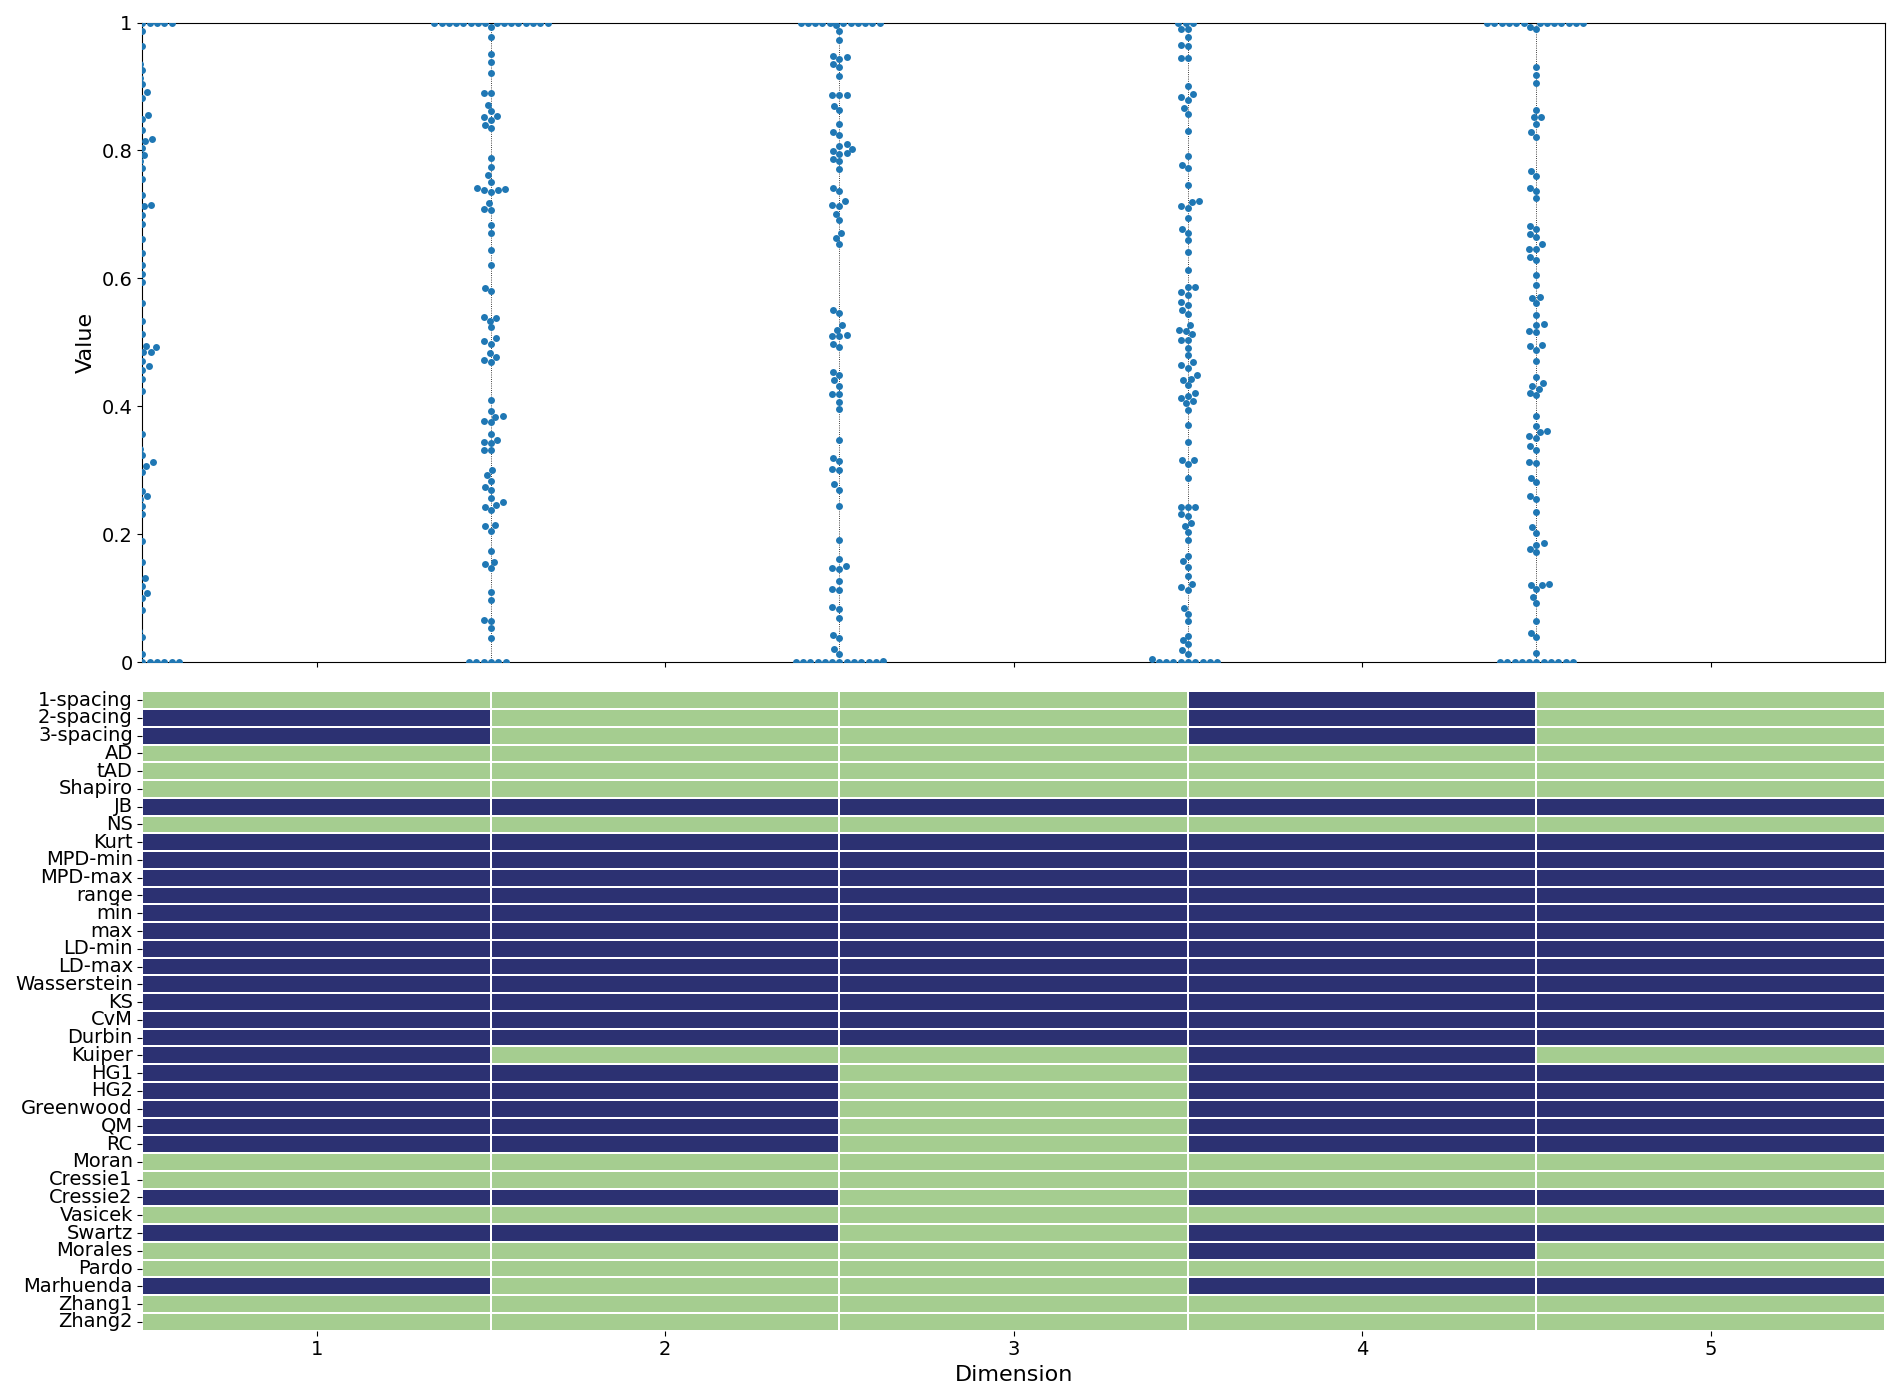 1
0.8
0.6
0.4
0.2
0
Value
1-spacing
2-spacing
3-spacing
AD
tAD
Shapiro
JB
NS
Kurt
MPD-min
MPD-max
range
min
max
LD-min
LD-max
Wasserstein
KS
CvM
Durbin
Kuiper
HG1
HG2
Greenwood
QM
RC
Moran
Cressie1
Cressie2
Vasicek
Swartz
Morales
Pardo
Marhuenda
Zhang1
Zhang2
1 2 3 4 5
Dimension